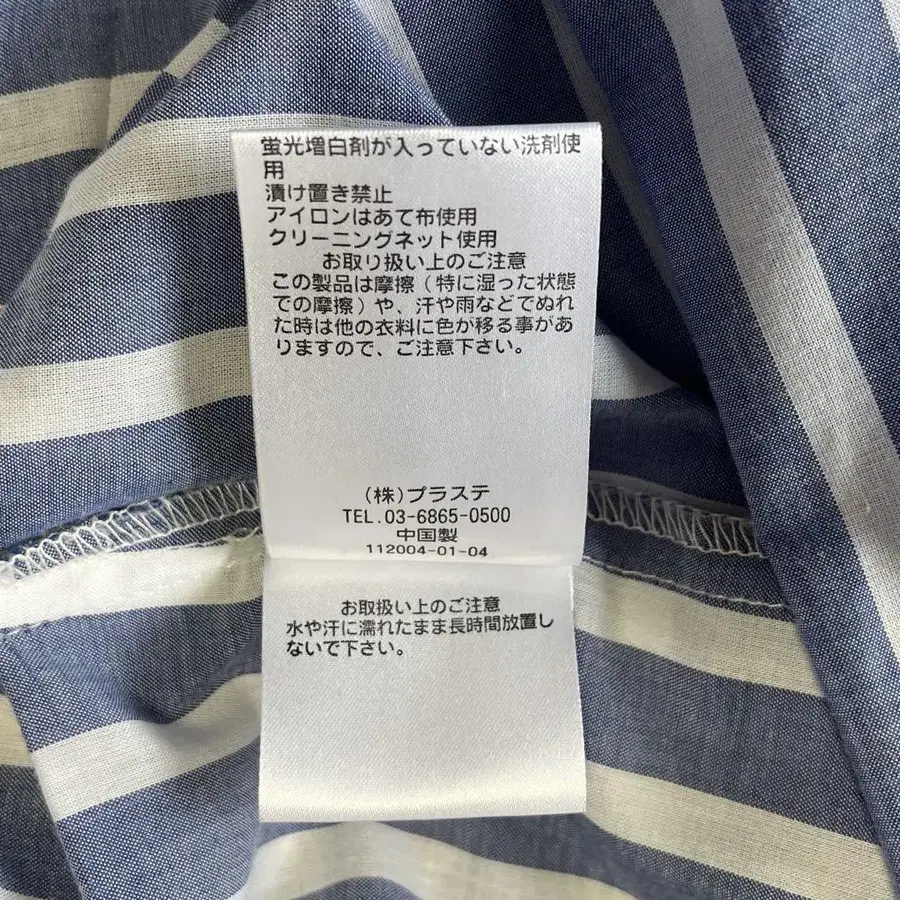 蛍光増白剤が入っていない洗剤使
用
漬け置き禁止
アイロンはあて布使用
クリーニングネット使用
お取り扱い上のご注意
この製品は摩擦（特に湿った状態
での摩擦）や、汗や雨などでぬれ
た時は他の衣料に色が移る事があ
りますので、ご注意下さい。
(株)プラステ
TEL.03-6865-0500
中国製
112004-01-04
お取扱い上のご注意
水や汗に濡れたまま長時間放置し
ないで下さい。